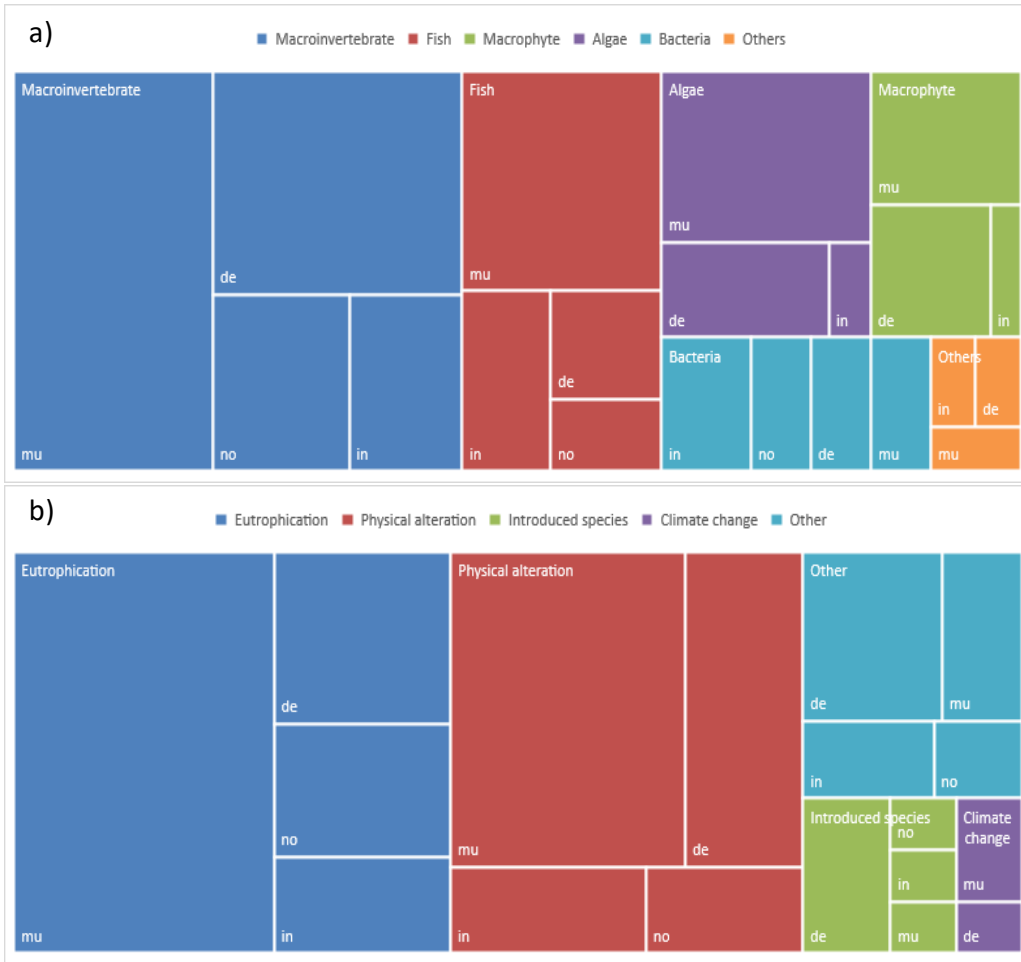 a)
Macroinvertebrate Fish Macrophyte Algae Bacteria Others
Macroinvertebrate Fish Algae Macrophyte
mu
mu
de
mu
de in de in
Bacteria Others
de
in de
mu no in in no in no de mu mu
b)
Eutrophication Physical alteration Introduced species Climate change Other
Eutrophication Physical alteration Other
de de mu
in no
Introduced species Climate
no change
no mu de
in mu
mu in in no de mu de